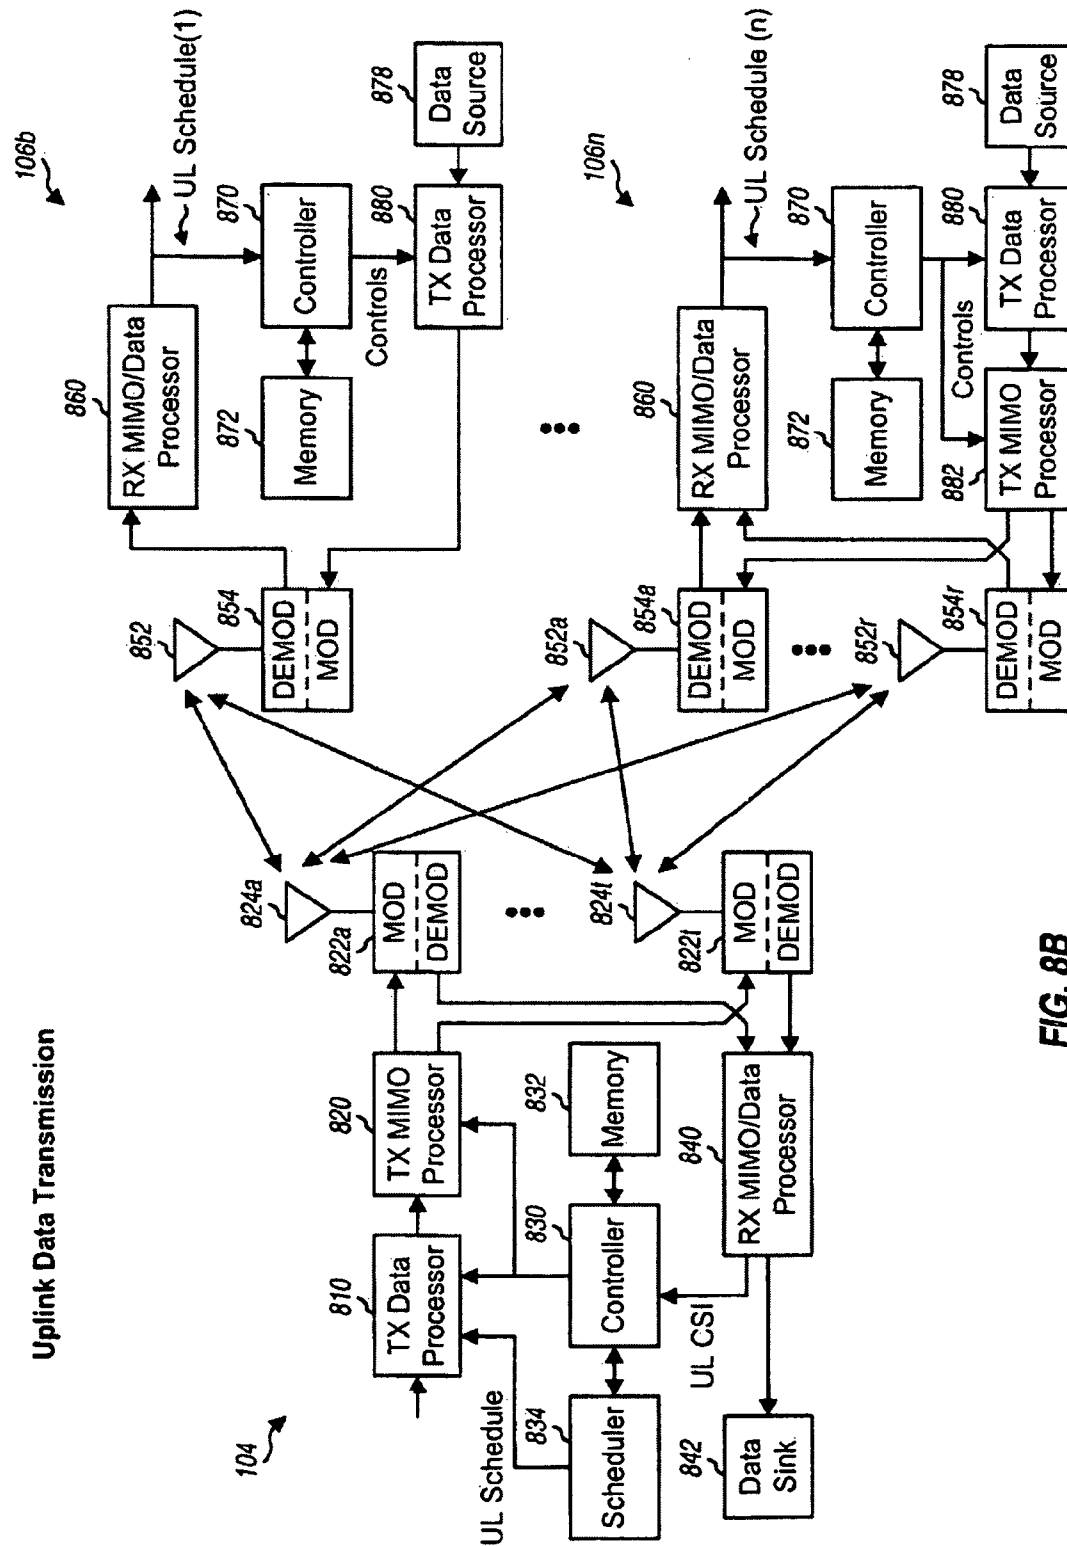 Uplink Data Transmission
104
UL Schedule
810
TX Data
Processor
820
TX MIMO
Processor
834
Scheduler
830
Controller
832
Memory
UL CSI
842
Data
Sink
840
RX MIMO/Data
Processor
824a
822a
MOD
DEMOD
824t
822t
MOD
DEMOD
106b
852
854
DEMOD
MOD
860
RX MIMO/Data
Processor
UL Schedule(1)
872
Memory
870
Controller
Controls
880
TX Data
Processor
878
Data
Source
106n
852a
854a
DEMOD
MOD
852r
854r
DEMOD
MOD
860
RX MIMO/Data
Processor
UL Schedule (n)
872
Memory
870
Controller
Controls
882
TX MIMO
Processor
880
TX Data
Processor
878
Data
Source
FIG. 8B